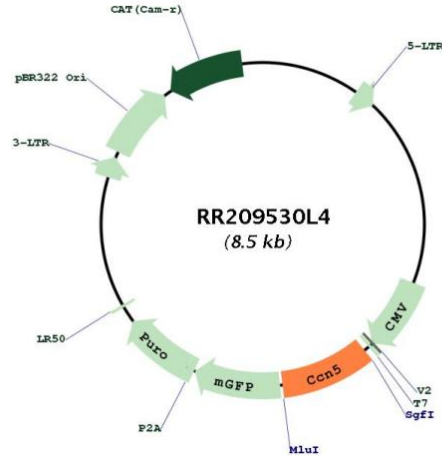 CAT(Cam-r)
5-LTR
pBR322 Ori
3-LTR
RR209530L4
(8.5 kb)
CMV
LR50
Puro
mGFP
Ccn5
V2
T7
SgfI
P2A
MluI